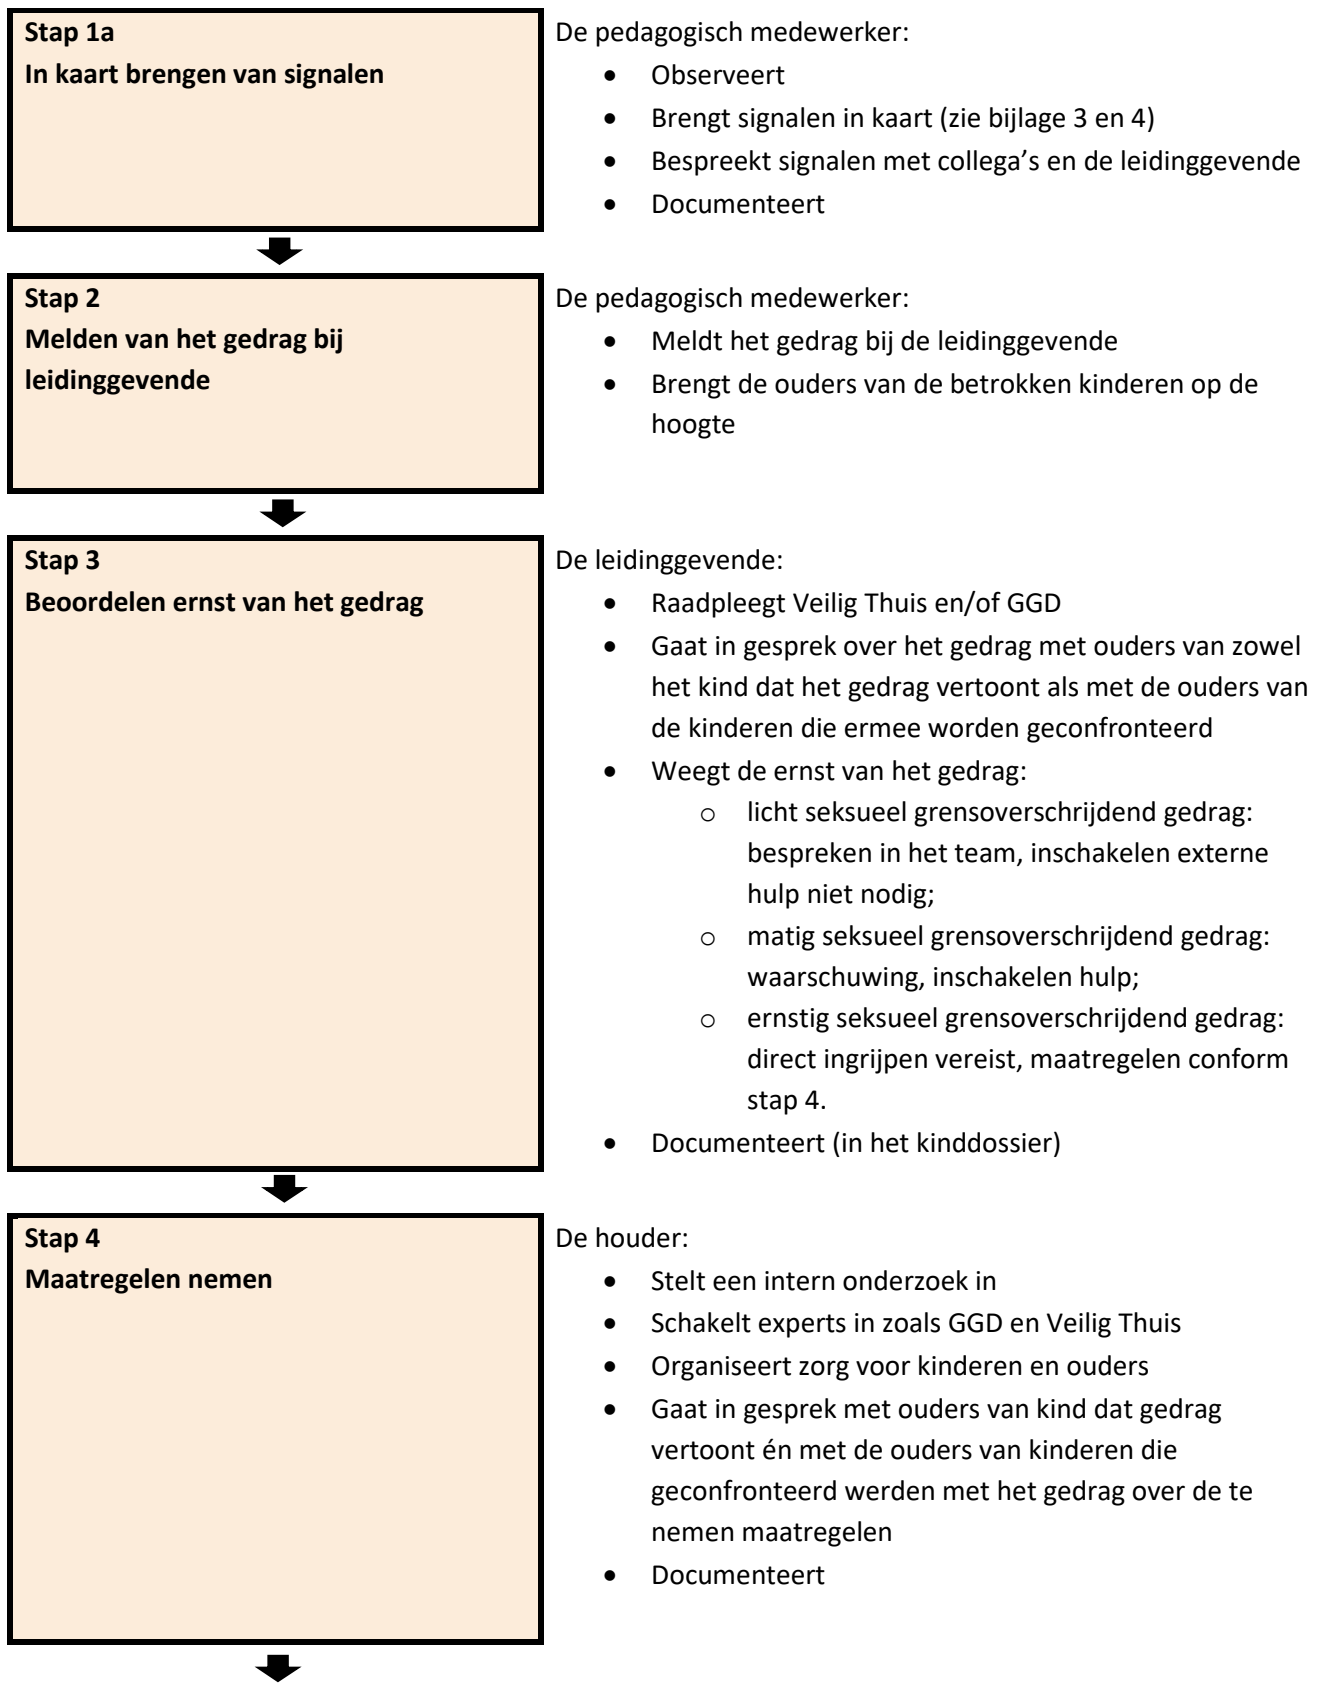 Stap 1a
In kaart brengen van signalen
De pedagogisch medewerker:
• Observeert
• Brengt signalen in kaart (zie bijlage 3 en 4)
• Bespreekt signalen met collega's en de leidinggevende
• Documenteert
Stap 2
Melden van het gedrag bij
leidinggevende
De pedagogisch medewerker:
• Meldt het gedrag bij de leidinggevende
• Brengt de ouders van de betrokken kinderen op de
hoogte
Stap 3
Beoordelen ernst van het gedrag
De leidinggevende:
• Raadpleegt Veilig Thuis en/of GGD
• Gaat in gesprek over het gedrag met ouders van zowel
het kind dat het gedrag vertoont als met de ouders van
de kinderen die ermee worden geconfronteerd
• Weegt de ernst van het gedrag:
o licht seksueel grensoverschrijdend gedrag:
bespreken in het team, inschakelen externe
hulp niet nodig;
o matig seksueel grensoverschrijdend gedrag:
waarschuwing, inschakelen hulp;
o ernstig seksueel grensoverschrijdend gedrag:
direct ingrijpen vereist, maatregelen conform
stap 4.
• Documenteert (in het kinddossier)
Stap 4
Maatregelen nemen
De houder:
• Stelt een intern onderzoek in
• Schakelt experts in zoals GGD en Veilig Thuis
• Organiseert zorg voor kinderen en ouders
• Gaat in gesprek met ouders van kind dat gedrag
vertoont én met de ouders van kinderen die
geconfronteerd werden met het gedrag over de te
nemen maatregelen
• Documenteert